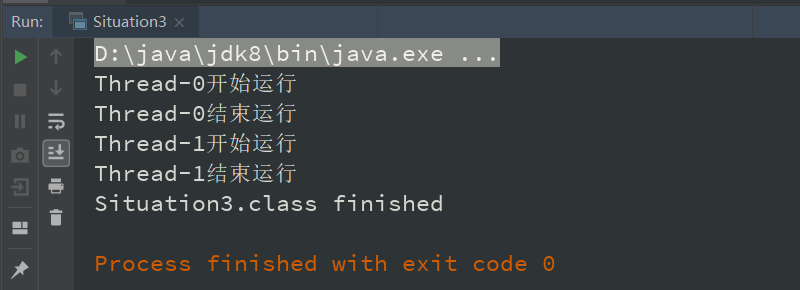 Run: Situation3
D:\java\jdk8\bin\java.exe ...
Thread-0开始运行
Thread-0结束运行
Thread-1开始运行
Thread-1结束运行
Situation3.class finished
Process finished with exit code 0